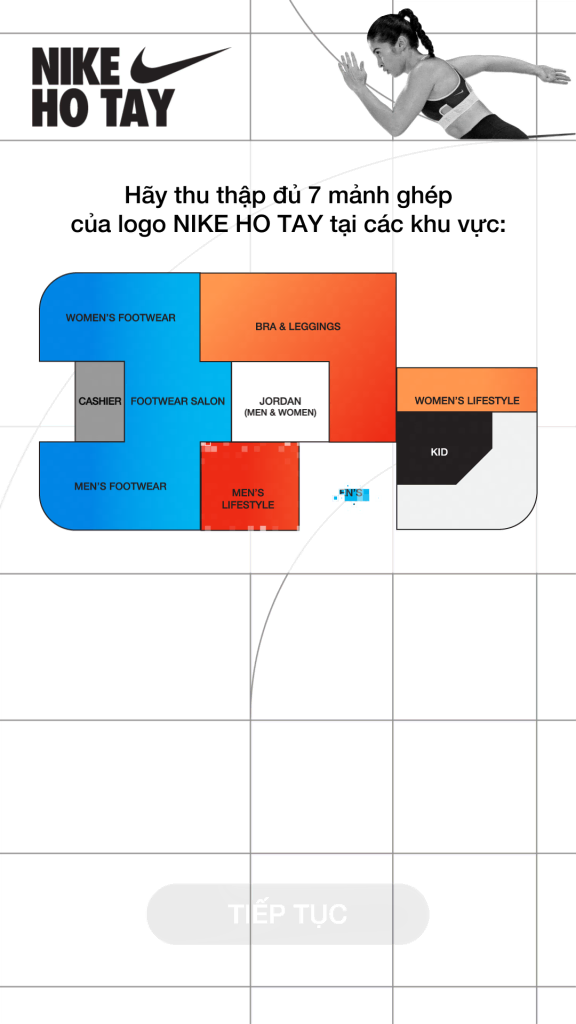 NIKE
HO TAY
Hãy thu thập đủ 7 mảnh ghép
của logo NIKE HO TAY tại các khu vực:
WOMEN'S FOOTWEAR
BRA & LEGGINGS
CASHIER
FOOTWEAR SALON
JORDAN
(MEN & WOMEN)
WOMEN'S LIFESTYLE
KID
MEN'S FOOTWEAR
MEN'S
LIFESTYLE
TIẾP TỤC